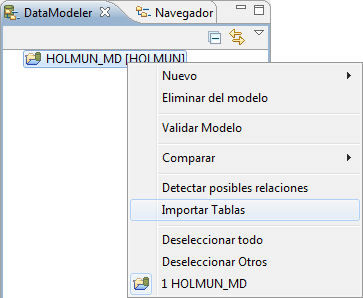 DataModeler Navegador
HOLMUN_MD [HOLMUN]
Nuevo
Eliminar del modelo
Validar Modelo
Comparar
Detectar posibles relaciones
Importar Tablas
Deseleccionar todo
Deseleccionar Otros
1 HOLMUN_MD